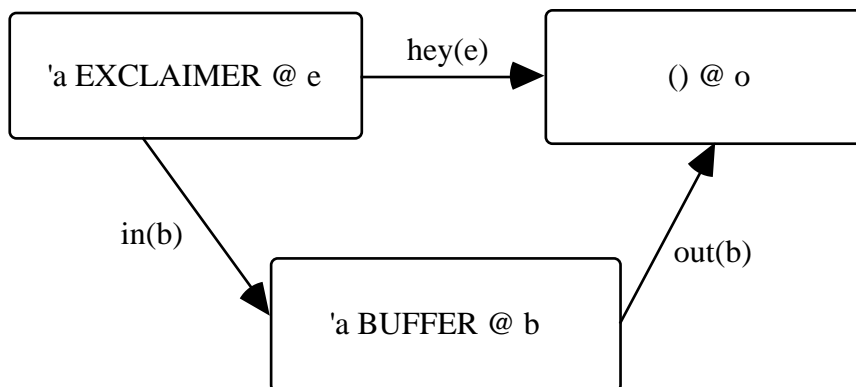 'a EXCLAIMER @ e
hey(e)
() @ o
in(b)
out(b)
'a BUFFER @ b